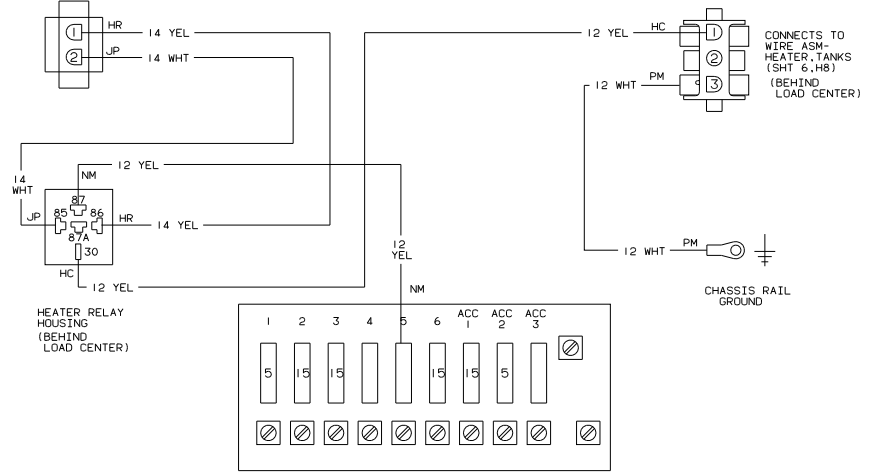 HR
1
14 YEL
JP
2
14 WHT
12 YEL
HC
1
2
PM
3
12 WHT
CONNECTS TO
WIRE ASM-
HEATER, TANKS
(SHT 6,H8)
(BEHIND
LOAD CENTER)
12 YEL
NM
14
WHT
87
85
86
JP
HR
14 YEL
87A
30
HC
12 YEL
HEATER RELAY
HOUSING
(BEHIND
LOAD CENTER)
12
YEL
NM
12 WHT
PM
CHASSIS RAIL
GROUND
1 2 3 4 5 6 ACC 1 ACC 2 ACC 3
5 15 15 15 15 5